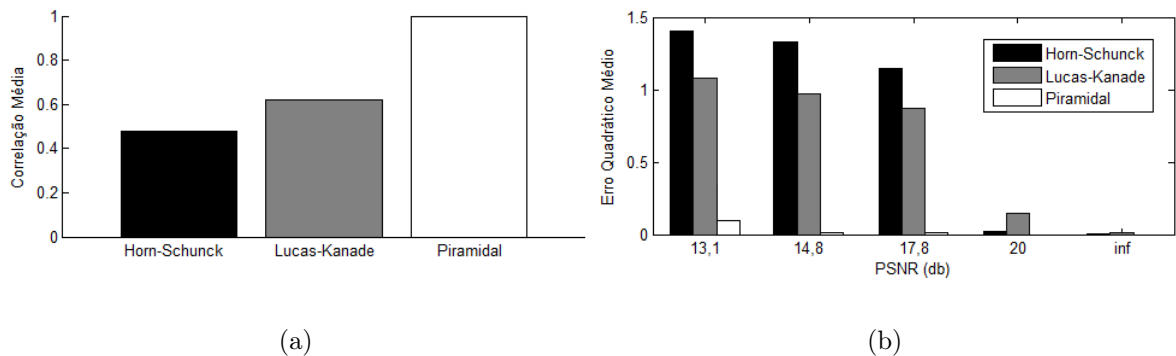 1
0.8
0.6
0.4
0.2
0
Correlação Média
Horn-Schunck Lucas-Kanade Piramidal
(a)
1.5
1
0.5
0
Erro Quadrático Médio
Horn-Schunck
Lucas-Kanade
Piramidal
13,1 14,8 17,8 20 inf
PSNR (db)
(b)